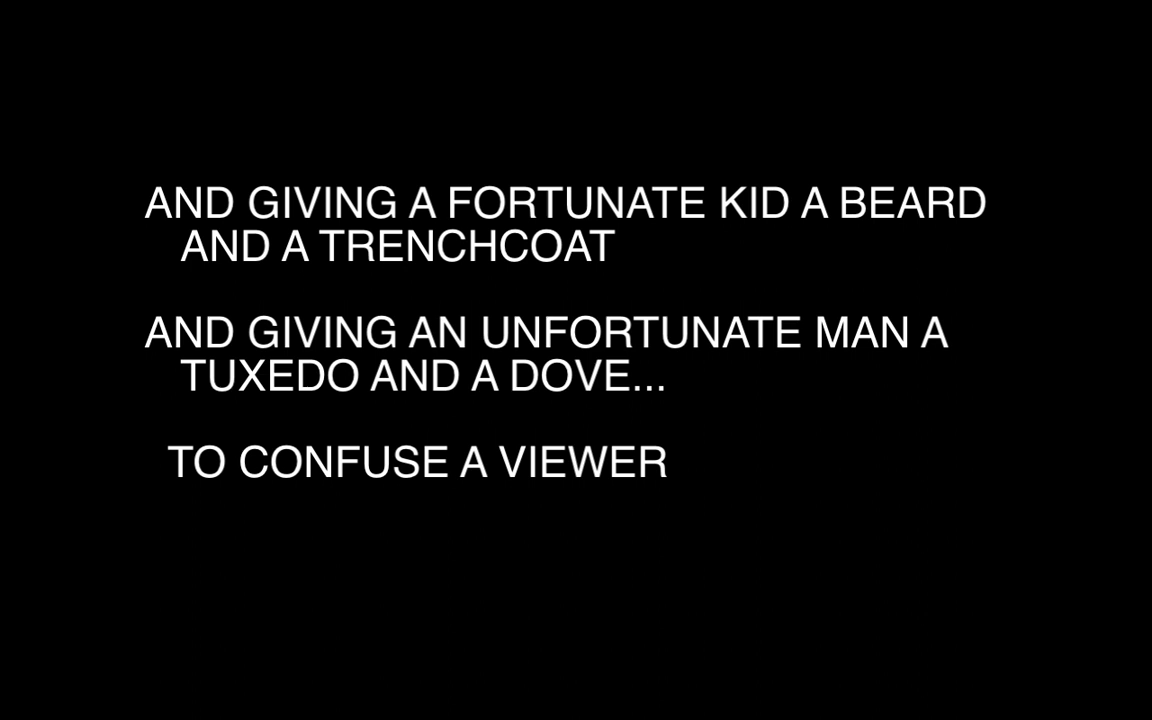 AND GIVING A FORTUNATE KID A BEARD
AND A TRENCHCOAT
AND GIVING AN UNFORTUNATE MAN A
TUXEDO AND A DOVE...
TO CONFUSE A VIEWER